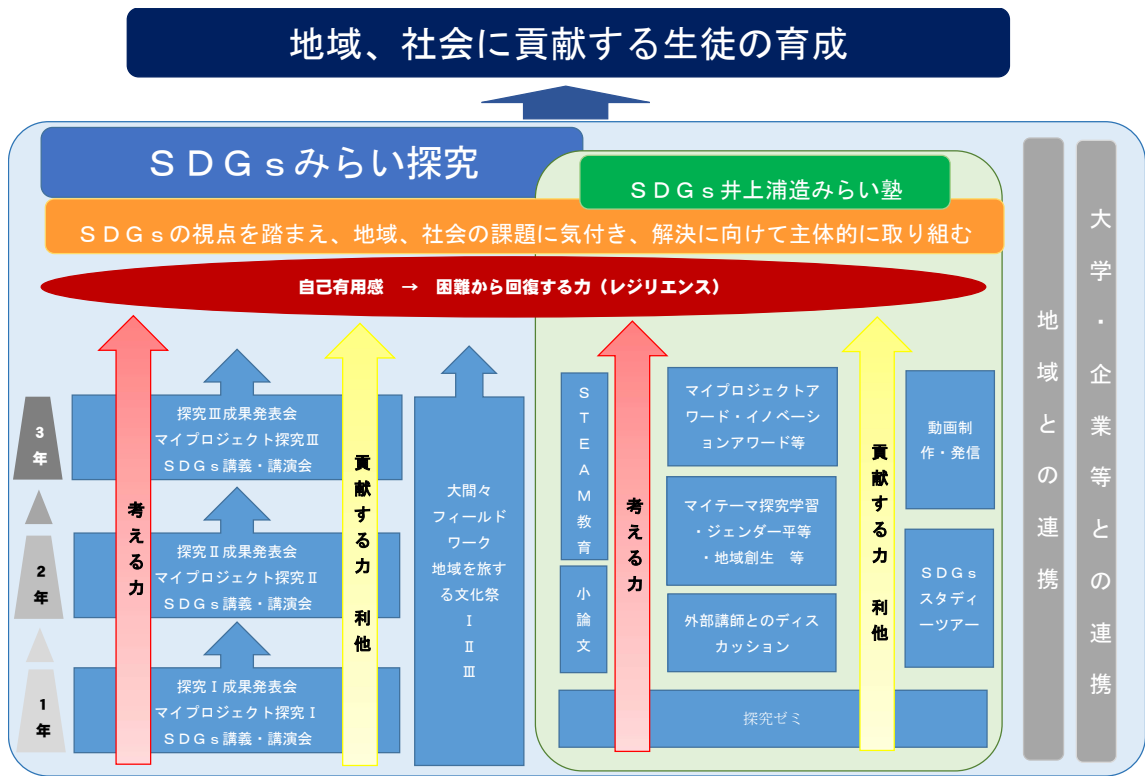 地域、社会に貢献する生徒の育成
SDGsみらい探究
SDGs井上浦造みらい塾
SDGsの視点を踏まえ、地域、社会の課題に気付き、解決に向けて主体的に取り組む
自己有用感 → 困難から回復する力（レジリエンス）
3
年
2
年
1
年
考える力
探究Ⅲ成果発表会
マイプロジェクト探究Ⅲ
SDGs講義・講演会
探究Ⅱ成果発表会
マイプロジェクト探究Ⅱ
SDGs講義・講演会
探究Ⅰ成果発表会
マイプロジェクト探究Ⅰ
SDGs講義・講演会
貢献する力 利他
大間々
フィールド
ワーク
地域を旅す
る文化祭
Ⅰ
Ⅱ
Ⅲ
STEAM教育
小論文
考える力
マイプロジェクトア
ワード・イノベーシ
ョンアワード等
マイテーマ探究学習
・ジェンダー平等
・地域創生 等
外部講師とのディス
カッション
貢献する力 利他
動画制
作・発信
SDGs
スタディ
ーツアー
探究ゼミ
地域との連携
大学・企業等との連携